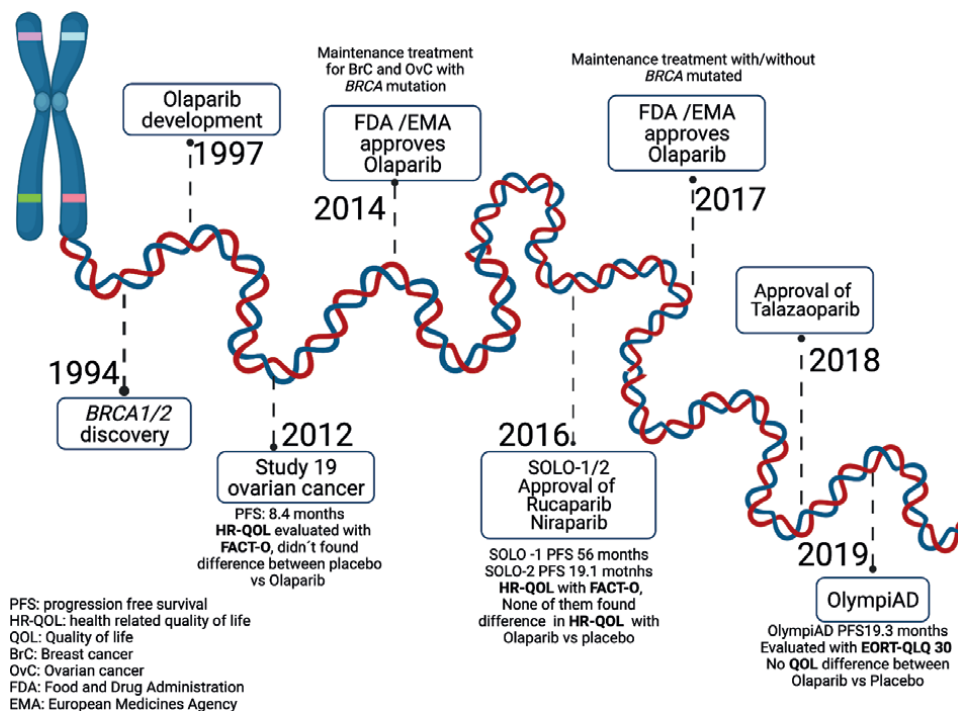 Olaparib
development
1997
Maintenance treatment
for BrC and OvC with
BRCA mutation
FDA /EMA
approves
Olaparib
2014
Maintenance treatment with/without
BRCA mutated
FDA /EMA
approves
Olaparib
2017
Approval of
Talazaoparib
2018
1994
BRCA1/2
discovery
2012
Study 19
ovarian cancer
PFS: 8.4 months
HR-QOL evaluated with
FACT-O, didn´t found
difference between placebo
vs Olaparib
2016
SOLO-1/2
Approval of
Rucaparib
Niraparib
SOLO -1 PFS 56 months
SOLO-2 PFS 19.1 motnhs
HR-QOL with FACT-O,
None of them found
difference in HR-QOL with
Olaparib vs placebo
2019
OlympiAD
OlympiAD PFS19.3 months
Evaluated with EORT-QLQ 30
No QOL difference between
Olaparib vs Placebo
PFS: progression free survival
HR-QOL: health related quality of life
QOL: Quality of life
BrC: Breast cancer
OvC: Ovarian cancer
FDA: Food and Drug Administration
EMA: European Medicines Agency